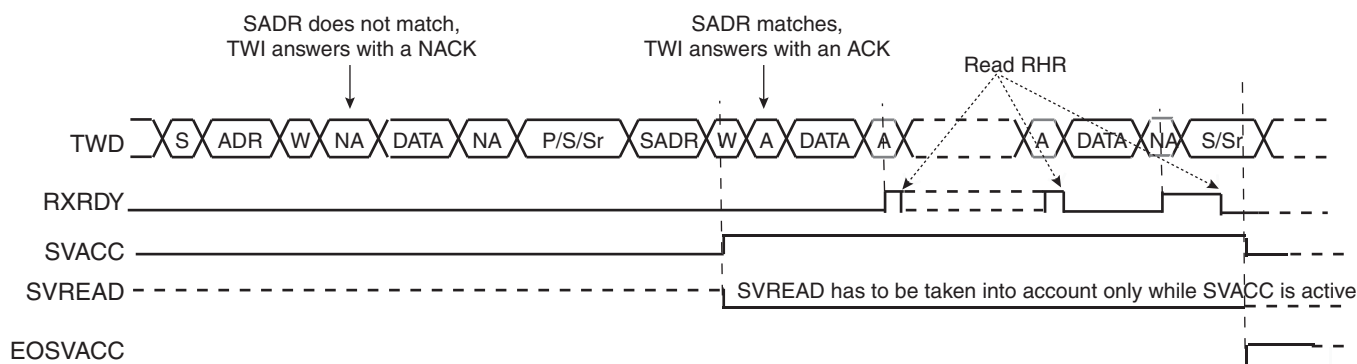 SADR does not match,
TWI answers with a NACK
SADR matches,
TWI answers with an ACK
Read RHR
TWD S ADR W NA DATA NA P/S/Sr SADR W A DATA A A DATA NA S/Sr
RXRDY
SVACC
SVREAD SVREAD has to be taken into account only while SVACC is active
EOSVACC